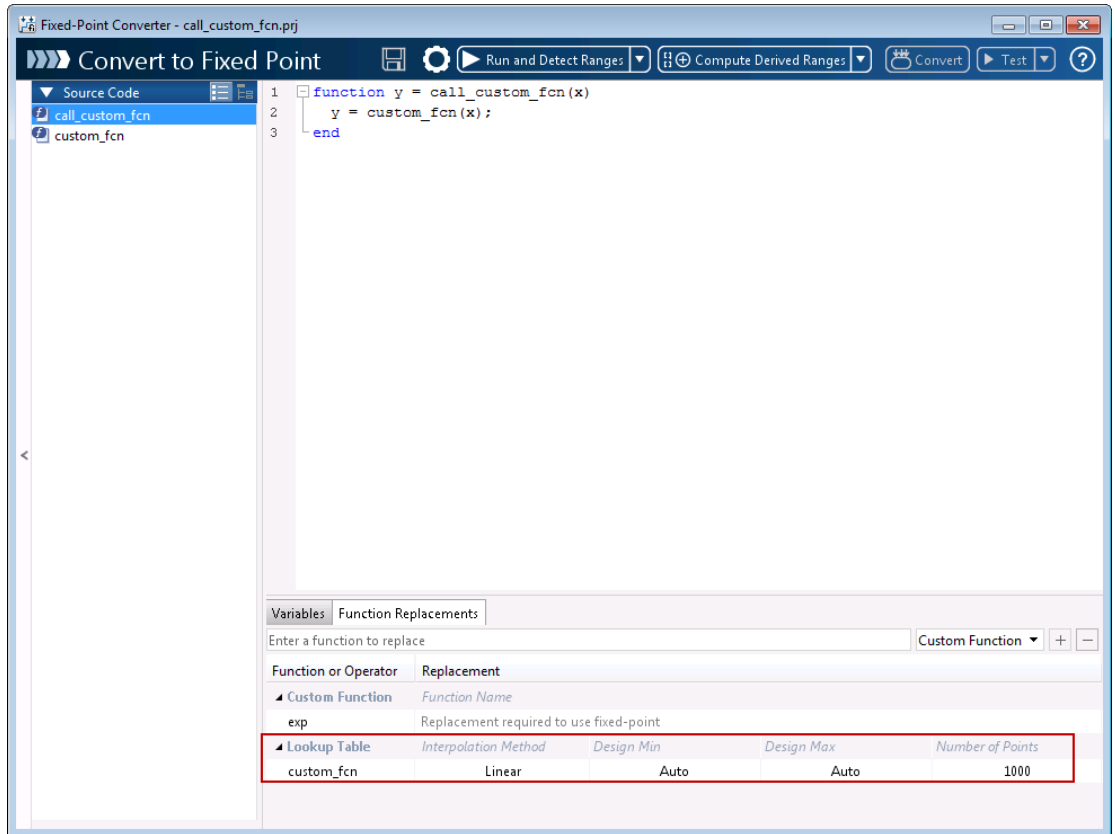 Fixed-Point Converter - call_custom_fcn.prj
Convert to Fixed Point Run and Detect Ranges Compute Derived Ranges Convert Test ?
Source Code
call_custom_fcn
custom_fcn
1 function y = call_custom_fcn(x)
2 y = custom_fcn(x);
3 end
<
Variables Function Replacements
Enter a function to replace Custom Function + −
Function or Operator Replacement
Custom Function Function Name
exp Replacement required to use fixed-point
Lookup Table Interpolation Method Design Min Design Max Number of Points
custom_fcn Linear Auto Auto 1000